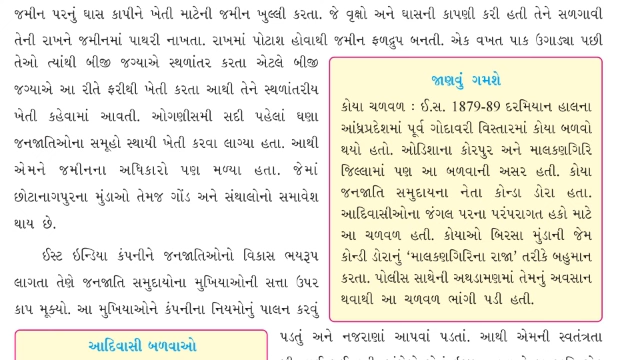 જમીન પરનું ઘાસ કાપીને ખેતી માટેની જમીન ખુલ્લી કરતા. જે વૃક્ષો અને ઘાસની કાપણી કરી હતી તેને સળગાવી
તેની રાખને જમીનમાં પાથરી નાખતા. રાખમાં પોટાશ હોવાથી જમીન ફળદ્રુપ બનતી. એક વખત પાક ઉગાડ્યા પછી
તેઓ ત્યાંથી બીજી જગ્યાએ સ્થળાંતર કરતા એટલે બીજી
જગ્યાએ આ રીતે ફરીથી ખેતી કરતા આથી તેને સ્થળાંતરીય
ખેતી કહેવામાં આવતી. ઓગણીસમી સદી પહેલાં ઘણા
જનજાતિઓના સમૂહો સ્થાયી ખેતી કરવા લાગ્યા હતા. આથી
એમને જમીનના અધિકારો પણ મળ્યા હતા. જેમાં
છોટાનાગપુરના મુંડાઓ તેમજ ગોંડ અને સંથાલોનો સમાવેશ
થાય છે.
ઈસ્ટ ઇન્ડિયા કંપનીને જનજાતિઓનો વિકાસ ભયરૂપ
લાગતા તેણે જનજાતિ સમુદાયોના મુખિયાઓની સત્તા ઉપર
કાપ મૂક્યો. આ મુખિયાઓને કંપનીના નિયમોનું પાલન કરવું
જાણવું ગમશે
કોયા ચળવળ : ઈ.સ. 1879-89 દરમિયાન હાલના
આંધ્રપ્રદેશમાં પૂર્વ ગોદાવરી વિસ્તારમાં કોયા બળવો
થયો હતો. ઓડિશાના કોરપુર અને માલકણગિરિ
જિલ્લામાં પણ આ બળવાની અસર હતી. કોયા
જનજાતિ સમુદાયના નેતા કોન્ડા ડોરા હતા.
આદિવાસીઓના જંગલ પરના પરંપરાગત હકો માટે
આ ચળવળ હતી. કોયાઓ બિરસા મુંડાની જેમ
કોન્ડી ડોરાનું ‘માલકણગિરિના રાજા’ તરીકે બહુમાન
કરતા. પોલીસ સાથેની અથડામણમાં તેમનું અવસાન
થવાથી આ ચળવળ ભાંગી પડી હતી.
આદિવાસી બળવાઓ
પડતું અને નજરાણાં આપવાં પડતાં. આથી એમની સ્વતંત્રતા